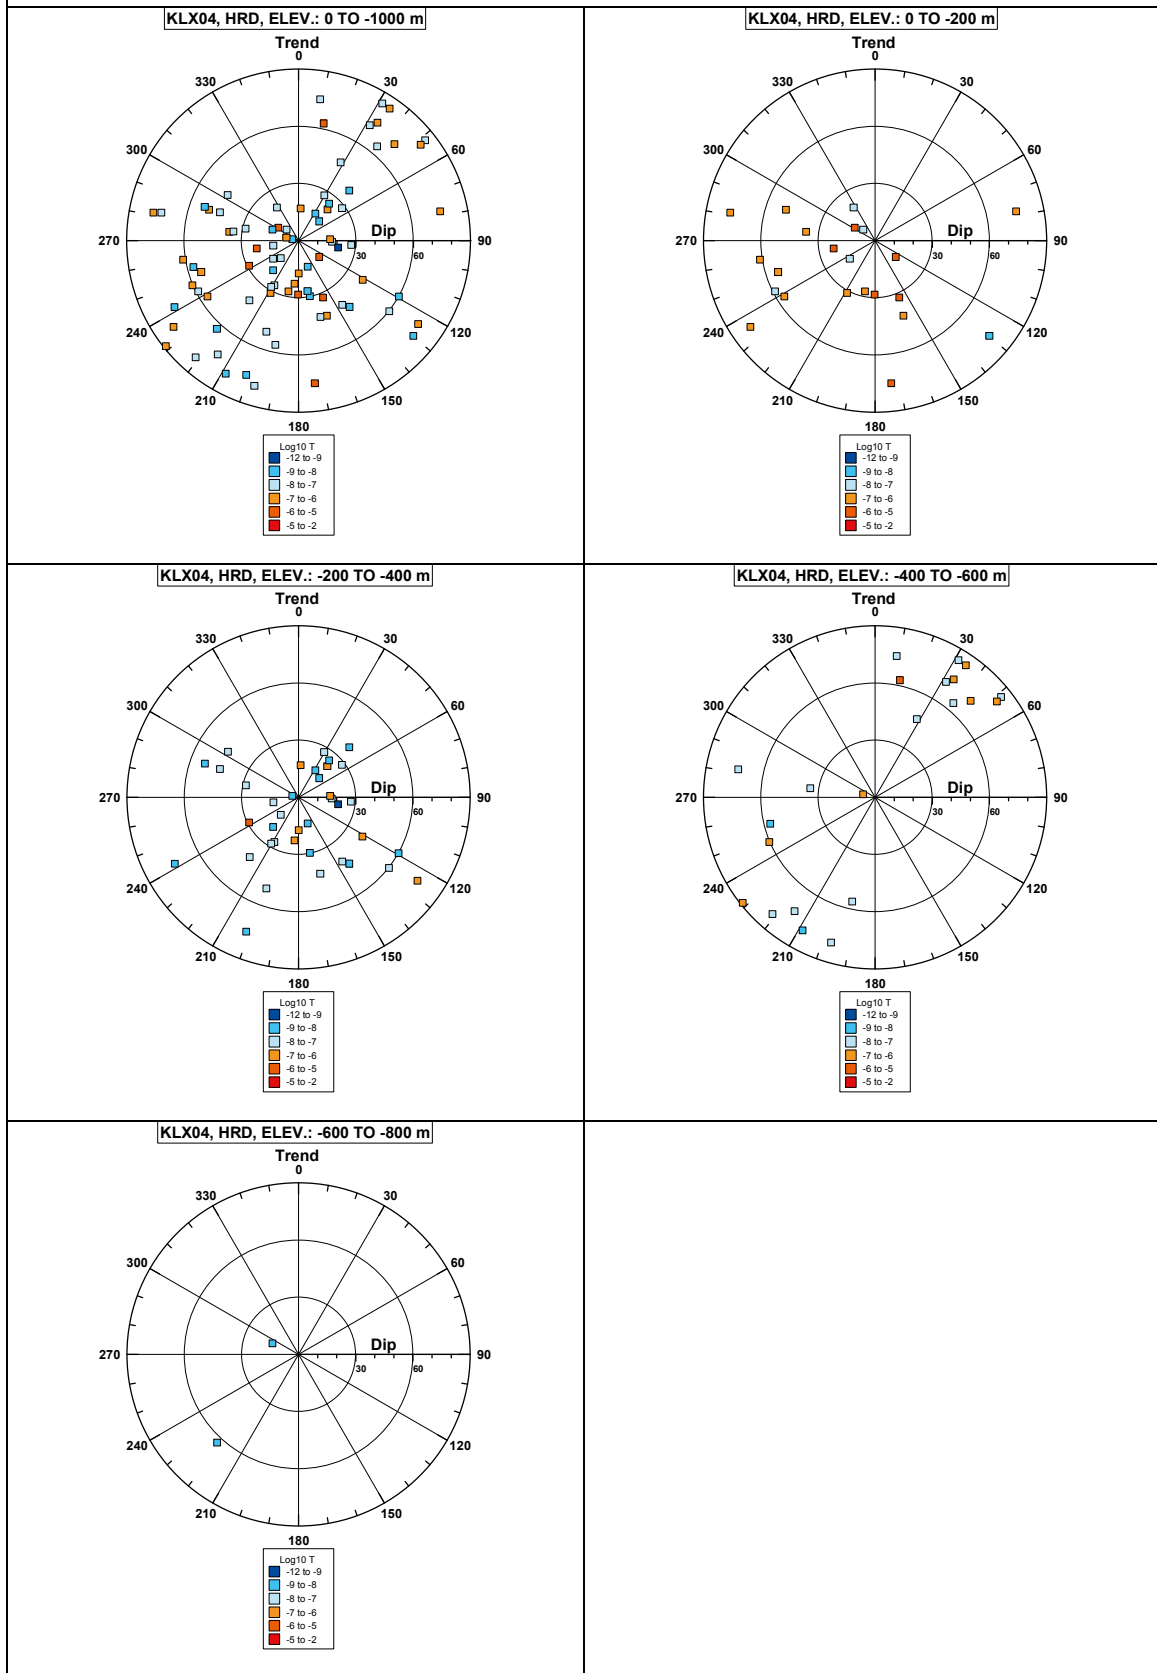 KLX04, HRD, ELEV.: 0 TO -1000 m
Trend
0
330 30
300 60
Dip
270 30 60 90
240 120
210 150
180
Log10 T
-12 to -9
-9 to -8
-8 to -7
-7 to -6
-6 to -5
-5 to -2
KLX04, HRD, ELEV.: 0 TO -200 m
Trend
0
330 30
300 60
Dip
270 30 60 90
240 120
210 150
180
Log10 T
-12 to -9
-9 to -8
-8 to -7
-7 to -6
-6 to -5
-5 to -2
KLX04, HRD, ELEV.: -200 TO -400 m
Trend
0
330 30
300 60
Dip
270 30 60 90
240 120
210 150
180
Log10 T
-12 to -9
-9 to -8
-8 to -7
-7 to -6
-6 to -5
-5 to -2
KLX04, HRD, ELEV.: -400 TO -600 m
Trend
0
330 30
300 60
Dip
270 30 60 90
240 120
210 150
180
Log10 T
-12 to -9
-9 to -8
-8 to -7
-7 to -6
-6 to -5
-5 to -2
KLX04, HRD, ELEV.: -600 TO -800 m
Trend
0
330 30
300 60
Dip
270 30 60 90
240 120
210 150
180
Log10 T
-12 to -9
-9 to -8
-8 to -7
-7 to -6
-6 to -5
-5 to -2